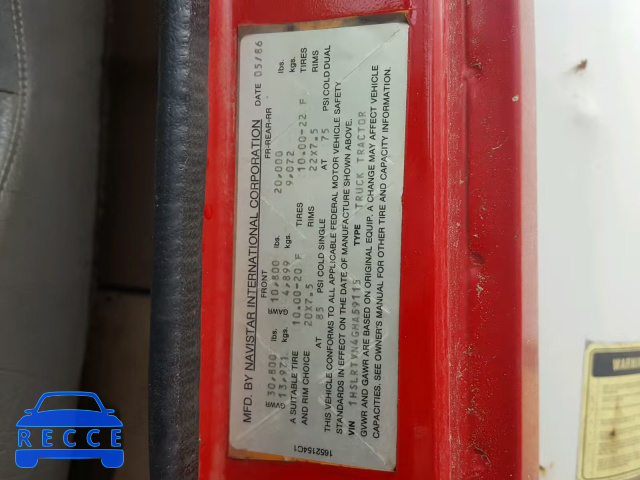 MFD. BY NAVISTAR INTERNATIONAL CORPORATION DATE 05/86
FRONT FR-REAR-RR
GVWR 30,800 GAWR 10,800 lbs. 20,000 lbs.
13,971 4,899 kgs. 9,072 kgs.
A SUITABLE TIRE 10.00-20 F TIRES 10.00-22 F TIRES
AND RIM CHOICE 20X7.5 RIMS 22X7.5 RIMS
AT 85 PSI COLD SINGLE AT 75 PSI COLD DUAL
THIS VEHICLE CONFORMS TO ALL APPLICABLE FEDERAL MOTOR VEHICLE SAFETY
STANDARDS IN EFFECT ON THE DATE OF MANUFACTURE SHOWN ABOVE.
VIN 1HSLRTVN4GHA59115 TYPE TRUCK TRACTOR
GVWR AND GAWR ARE BASED ON ORIGINAL EQUIP. A CHANGE MAY AFFECT VEHICLE
CAPACITIES. SEE OWNER'S MANUAL FOR OTHER TIRE AND CAPACITY INFORMATION.
1652154C1
WARNING
RECCE